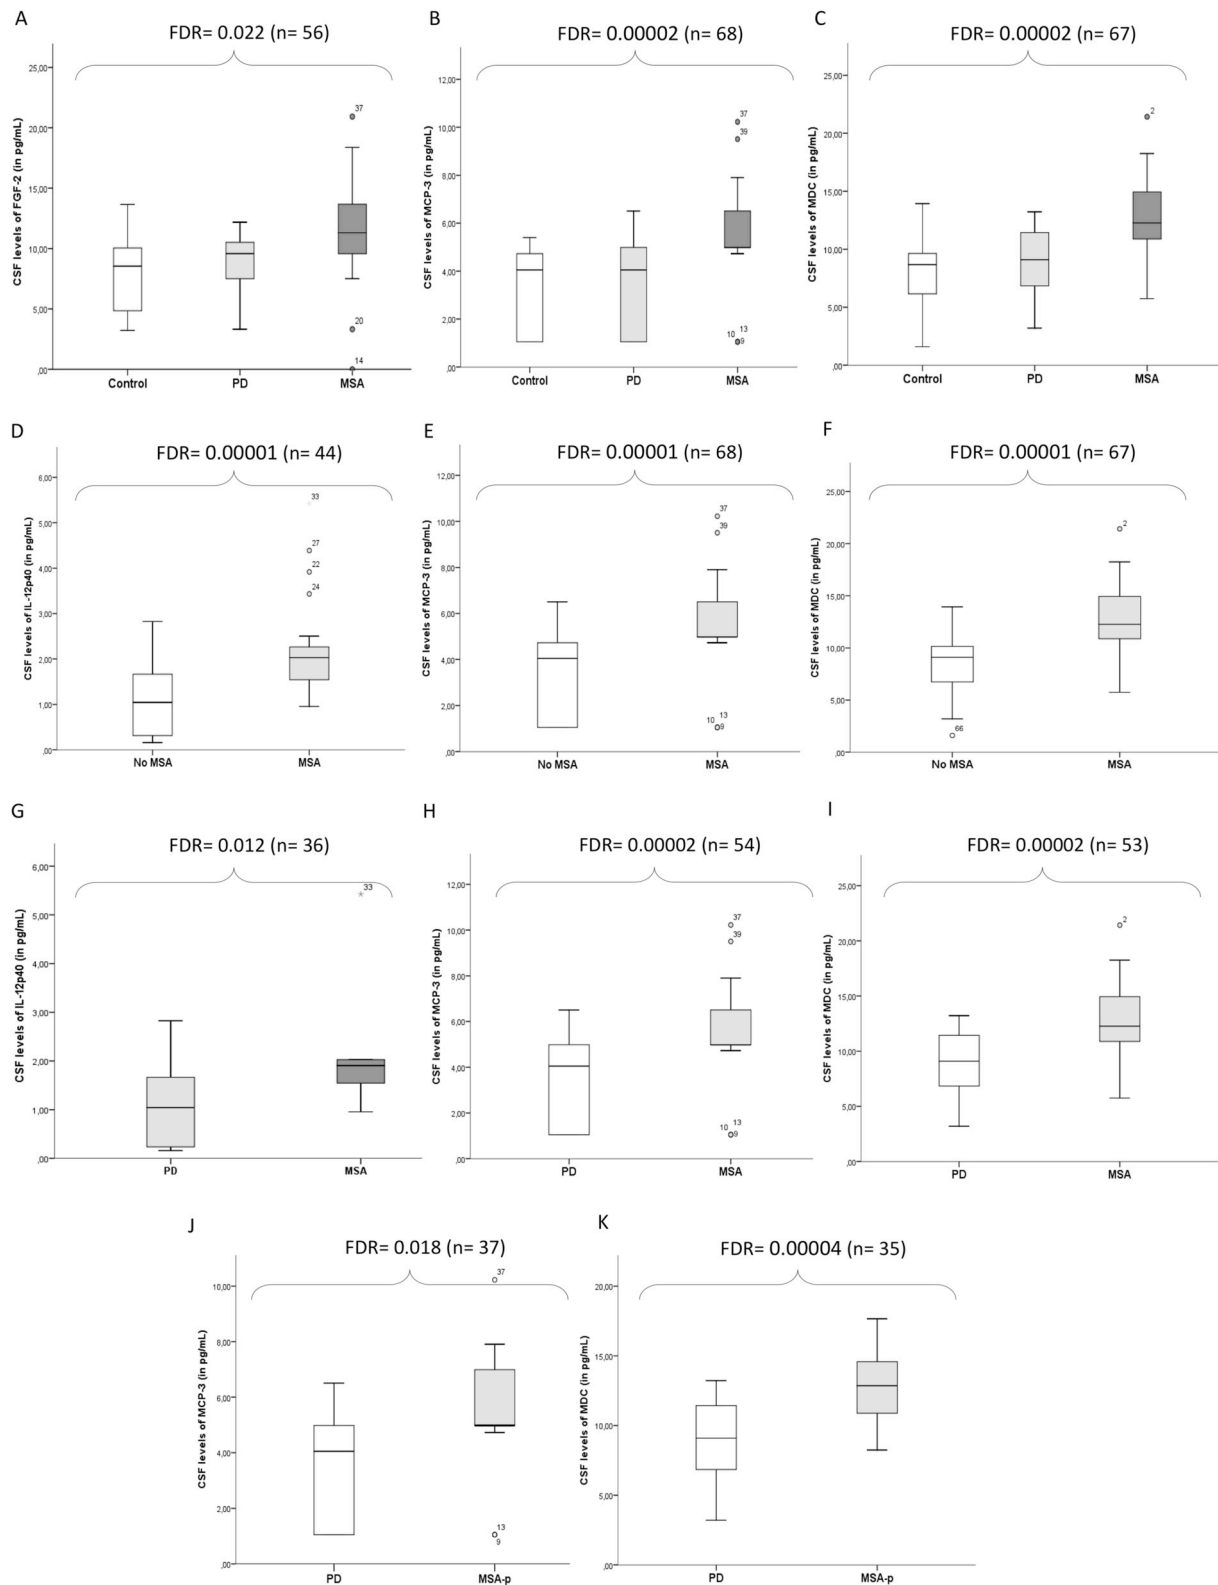 A
FDR= 0.022 (n= 56)
CSF levels of FGF-2 (in pg/mL)
25,00
20,00
15,00
10,00
5,00
,00
37
20
14
Control PD MSA
B
FDR= 0.00002 (n= 68)
CSF levels of MCP-3 (in pg/mL)
12,00
10,00
8,00
6,00
4,00
2,00
,00
37
39
10 13
9
Control PD MSA
C
FDR= 0.00002 (n= 67)
CSF levels of MDC (in pg/mL)
25,00
20,00
15,00
10,00
5,00
,00
2
Control PD MSA
D
FDR= 0.00001 (n= 44)
CSF levels of IL-12p40 (in pg/mL)
6,00
5,00
4,00
3,00
2,00
1,00
,00
33
27
22
24
No MSA MSA
E
FDR= 0.00001 (n= 68)
CSF levels of MCP-3 (in pg/mL)
12,00
10,00
8,00
6,00
4,00
2,00
,00
37
39
10 13
9
No MSA MSA
F
FDR= 0.00001 (n= 67)
CSF levels of MDC (in pg/mL)
25,00
20,00
15,00
10,00
5,00
,00
2
66
No MSA MSA
G
FDR= 0.012 (n= 36)
CSF levels of IL-12p40 (in pg/mL)
6,00
5,00
4,00
3,00
2,00
1,00
,00
33
PD MSA
H
FDR= 0.00002 (n= 54)
CSF levels of MCP-3 (in pg/mL)
12,00
10,00
8,00
6,00
4,00
2,00
,00
37
39
10 13
9
PD MSA
I
FDR= 0.00002 (n= 53)
CSF levels of MDC (in pg/mL)
25,00
20,00
15,00
10,00
5,00
,00
2
PD MSA
J
FDR= 0.018 (n= 37)
CSF levels of MCP-3 (in pg/mL)
10,00
8,00
6,00
4,00
2,00
,00
37
13
9
PD MSA-p
K
FDR= 0.00004 (n= 35)
CSF levels of MDC (in pg/mL)
20,00
15,00
10,00
5,00
,00
PD MSA-p